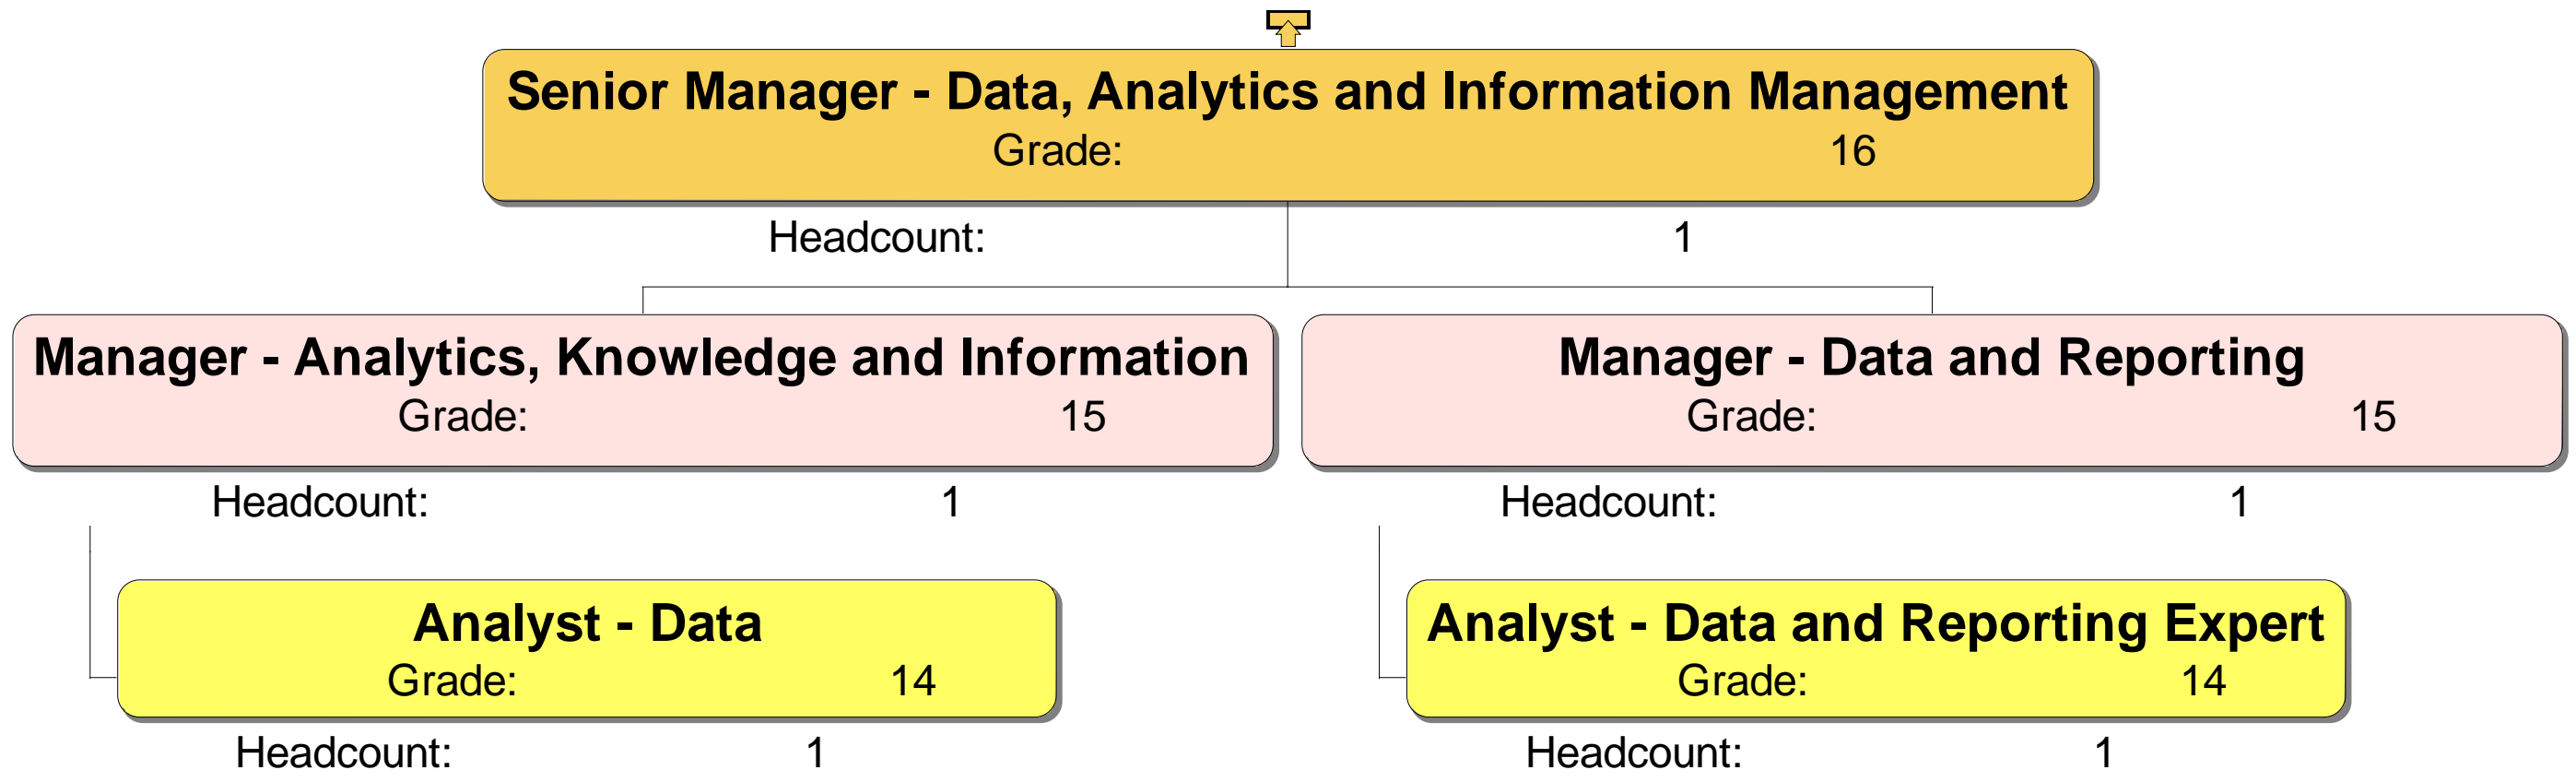 Senior Manager - Data, Analytics and Information Management
Grade: 16
Headcount: 1
Manager - Analytics, Knowledge and Information
Grade: 15
Headcount: 1
Manager - Data and Reporting
Grade: 15
Headcount: 1
Analyst - Data
Grade: 14
Headcount: 1
Analyst - Data and Reporting Expert
Grade: 14
Headcount: 1